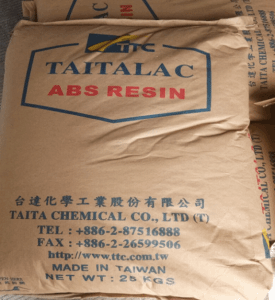 TTC
TAITALAC
ABS RESIN
台達化學工業股份有限公司
TAITA CHEMICAL CO., LTD (T)
TEL : +886-2-87516888
FAX : +886-2-26599506
http://www.ttc.com.tw
MADE IN TAIWAN
NET WT: 25 KGS